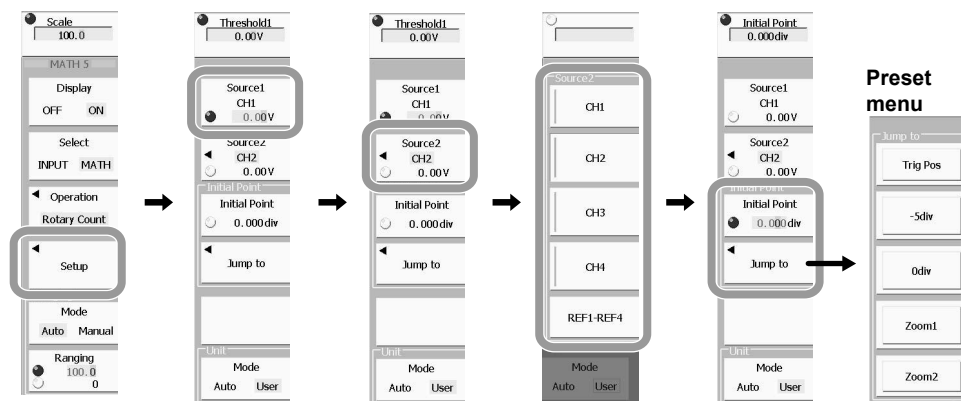 Scale
100.0
MATH 5
Display
OFF ON
Select
INPUT MATH
Operation
Rotary Count
Setup
Mode
Auto Manual
Ranging
100.0
0
Threshold1
0.00V
Source1
CH1
0.00V
Source2
CH2
0.00V
Initial Point
Initial Point
0.000div
Jump to
Unit
Mode
Auto User
Threshold1
0.00V
Source1
CH1
0.00V
Source2
CH2
0.00V
Initial Point
Initial Point
0.000div
Jump to
Unit
Mode
Auto User
Source2
CH1
CH2
CH3
CH4
REF1-REF4
Mode
Auto User
Initial Point
0.000div
Source1
CH1
0.00V
Source2
CH2
0.00V
Initial Point
Initial Point
0.000div
Jump to
Unit
Mode
Auto User
Preset
menu
Jump to
Trig Pos
-5div
0div
Zoom1
Zoom2